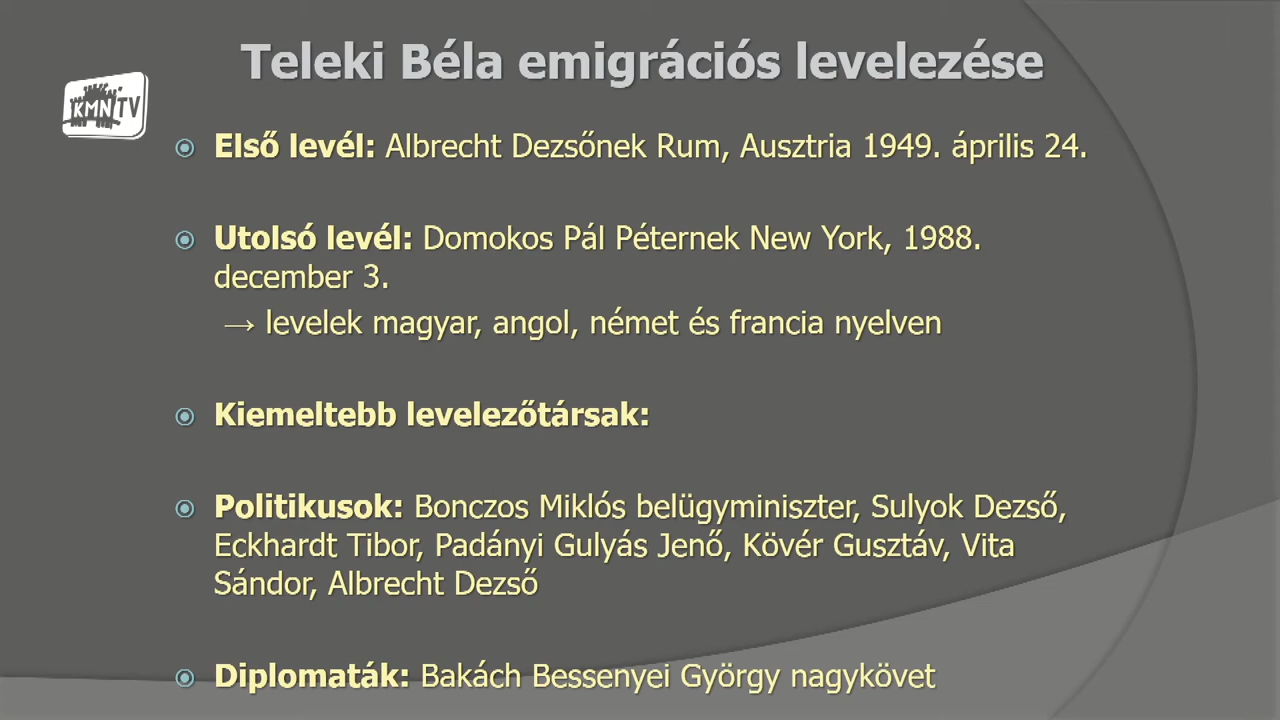 Teleki Béla emigrációs levelezése
KMN TV
Első levél: Albrecht Dezsőnek Rum, Ausztria 1949. április 24.
Utolsó levél: Domokos Pál Péternek New York, 1988.
december 3.
→ levelek magyar, angol, német és francia nyelven
Kiemeltebb levelezőtársak:
Politikusok: Bonczos Miklós belügyminiszter, Sulyok Dezső,
Eckhardt Tibor, Padányi Gulyás Jenő, Kövér Gusztáv, Vita
Sándor, Albrecht Dezső
Diplomaták: Bakách Bessenyei György nagykövet